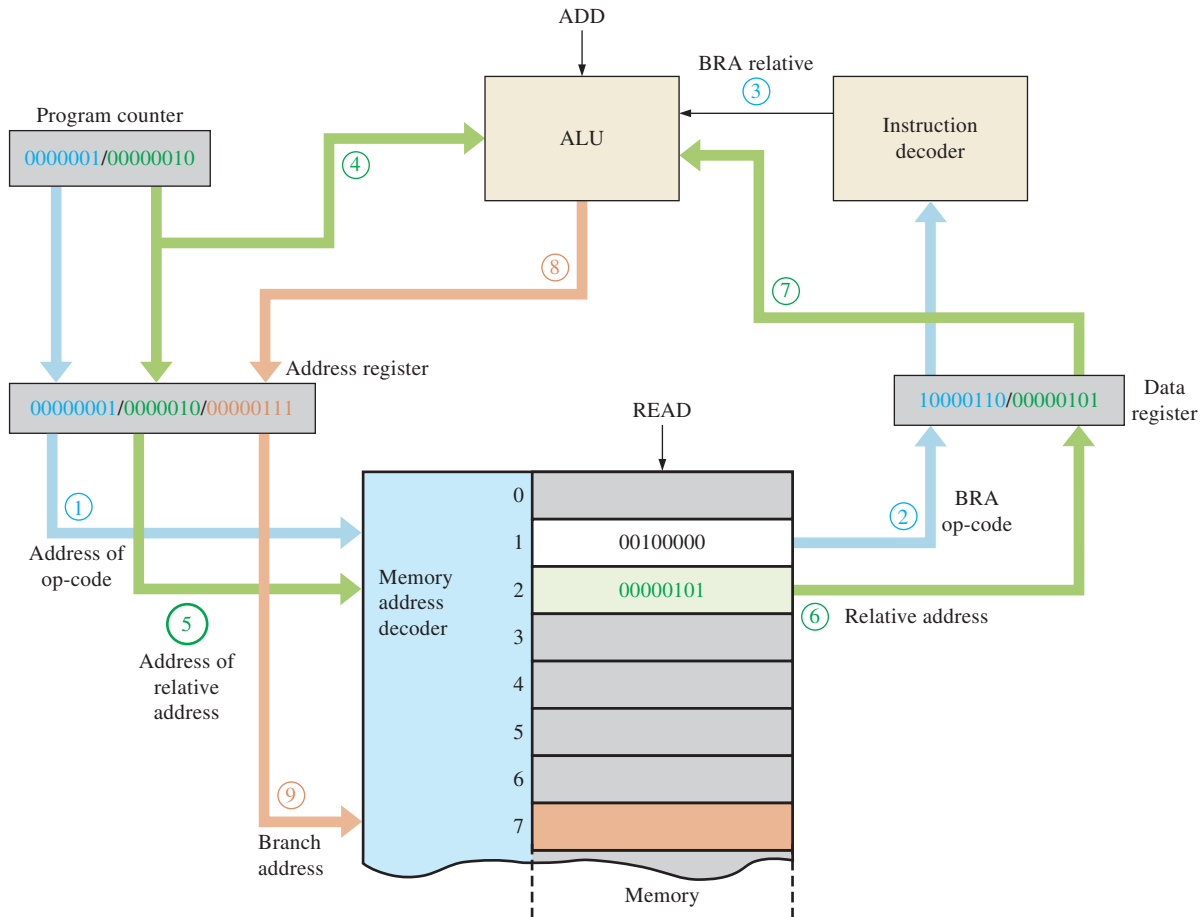 ADD
BRA relative
3
Program counter
0000001/00000010
ALU
Instruction
decoder
4
8
7
Address register
00000001/0000010/00000111
10000110/00000101
Data
register
READ
1
Address of
op-code
Memory
address
decoder
0
1
00100000
2
BRA
op-code
2
00000101
6
Relative address
5
Address of
relative
address
3
4
5
6
7
9
Branch
address
Memory